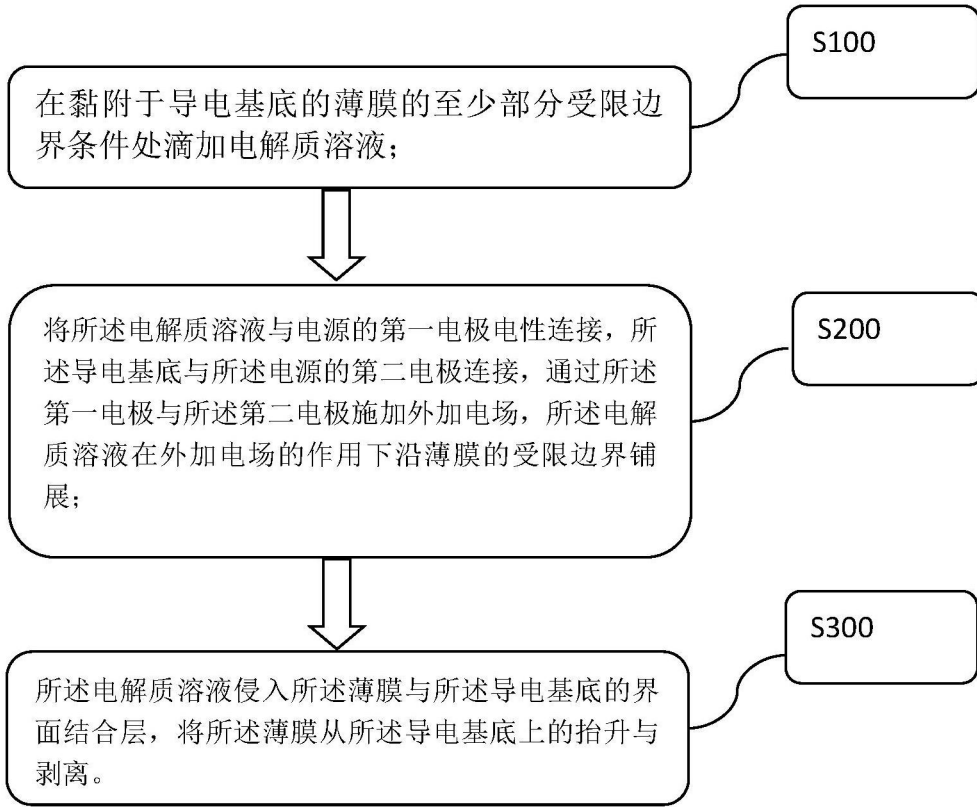 S100
在黏附于导电基底的薄膜的至少部分受限边
界条件处滴加电解质溶液；
S200
将所述电解质溶液与电源的第一电极电性连接，所
述导电基底与所述电源的第二电极连接，通过所述
第一电极与所述第二电极施加外加电场，所述电解
质溶液在外加电场的作用下沿薄膜的受限边界铺
展；
S300
所述电解质溶液侵入所述薄膜与所述导电基底的界
面结合层，将所述薄膜从所述导电基底上的抬升与
剥离。